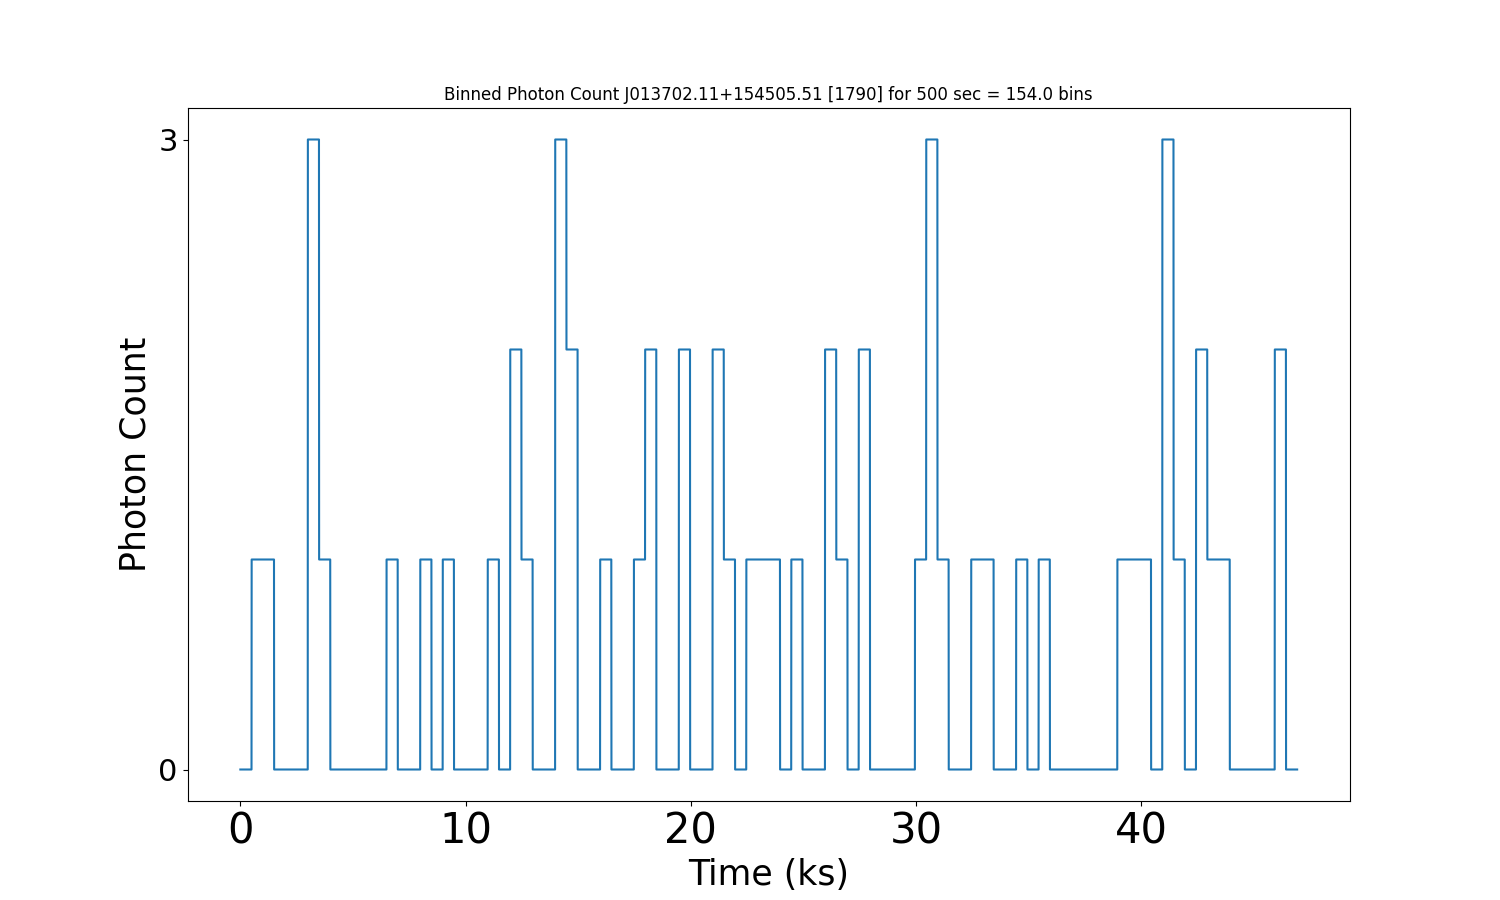 Binned Photon Count J013702.11+154505.51 [1790] for 500 sec = 154.0 bins
3
Photon Count
0
0 10 20 30 40
Time (ks)